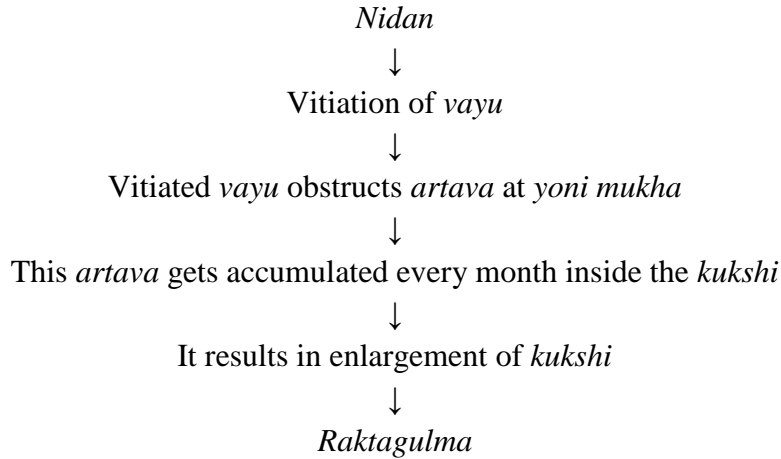 Nidan
↓
Vitiation of vayu
↓
Vitiated vayu obstructs artava at yoni mukha
↓
This artava gets accumulated every month inside the kukshi
↓
It results in enlargement of kukshi
↓
Raktagulma